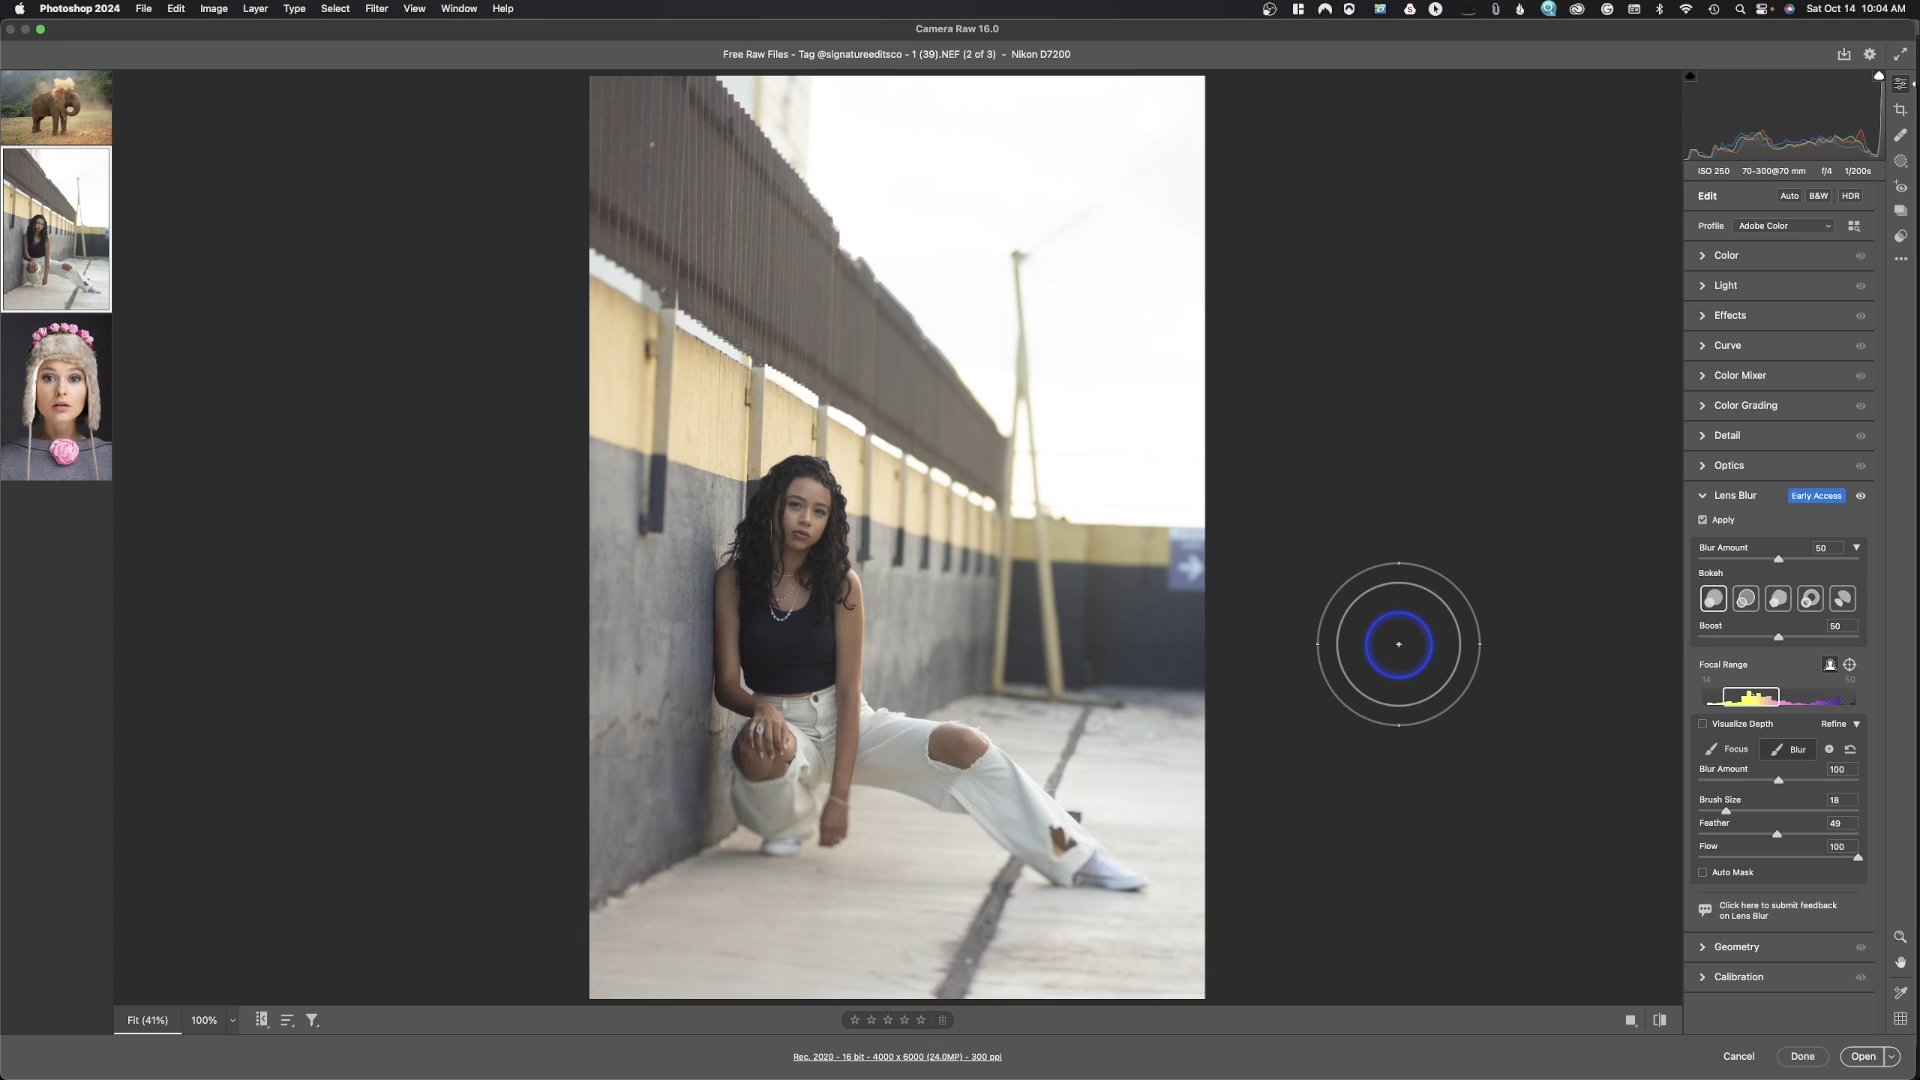 Photoshop 2024 File Edit Image Layer Type Select Filter View Window Help Sat Oct 14 10:04 AM
Camera Raw 16.0
Free Raw Files - Tag @signatureeditsco - 1 (39).NEF (2 of 3) - Nikon D7200
ISO 250 70-300@70 mm f/4 1/200s
Edit Auto B&W HDR
Profile Adobe Color
Color
Light
Effects
Curve
Color Mixer
Color Grading
Detail
Optics
Lens Blur Early Access
Apply
Blur Amount 50
Bokeh
Boost 50
Focal Range
14 50
Visualize Depth Refine
Focus Blur
Blur Amount 100
Brush Size 18
Feather 49
Flow 100
Auto Mask
Click here to submit feedback
on Lens Blur
Geometry
Calibration
Fit (41%) 100%
Rec. 2020 - 16 bit - 4000 x 6000 (24.0MP) - 300 ppi
Cancel Done Open